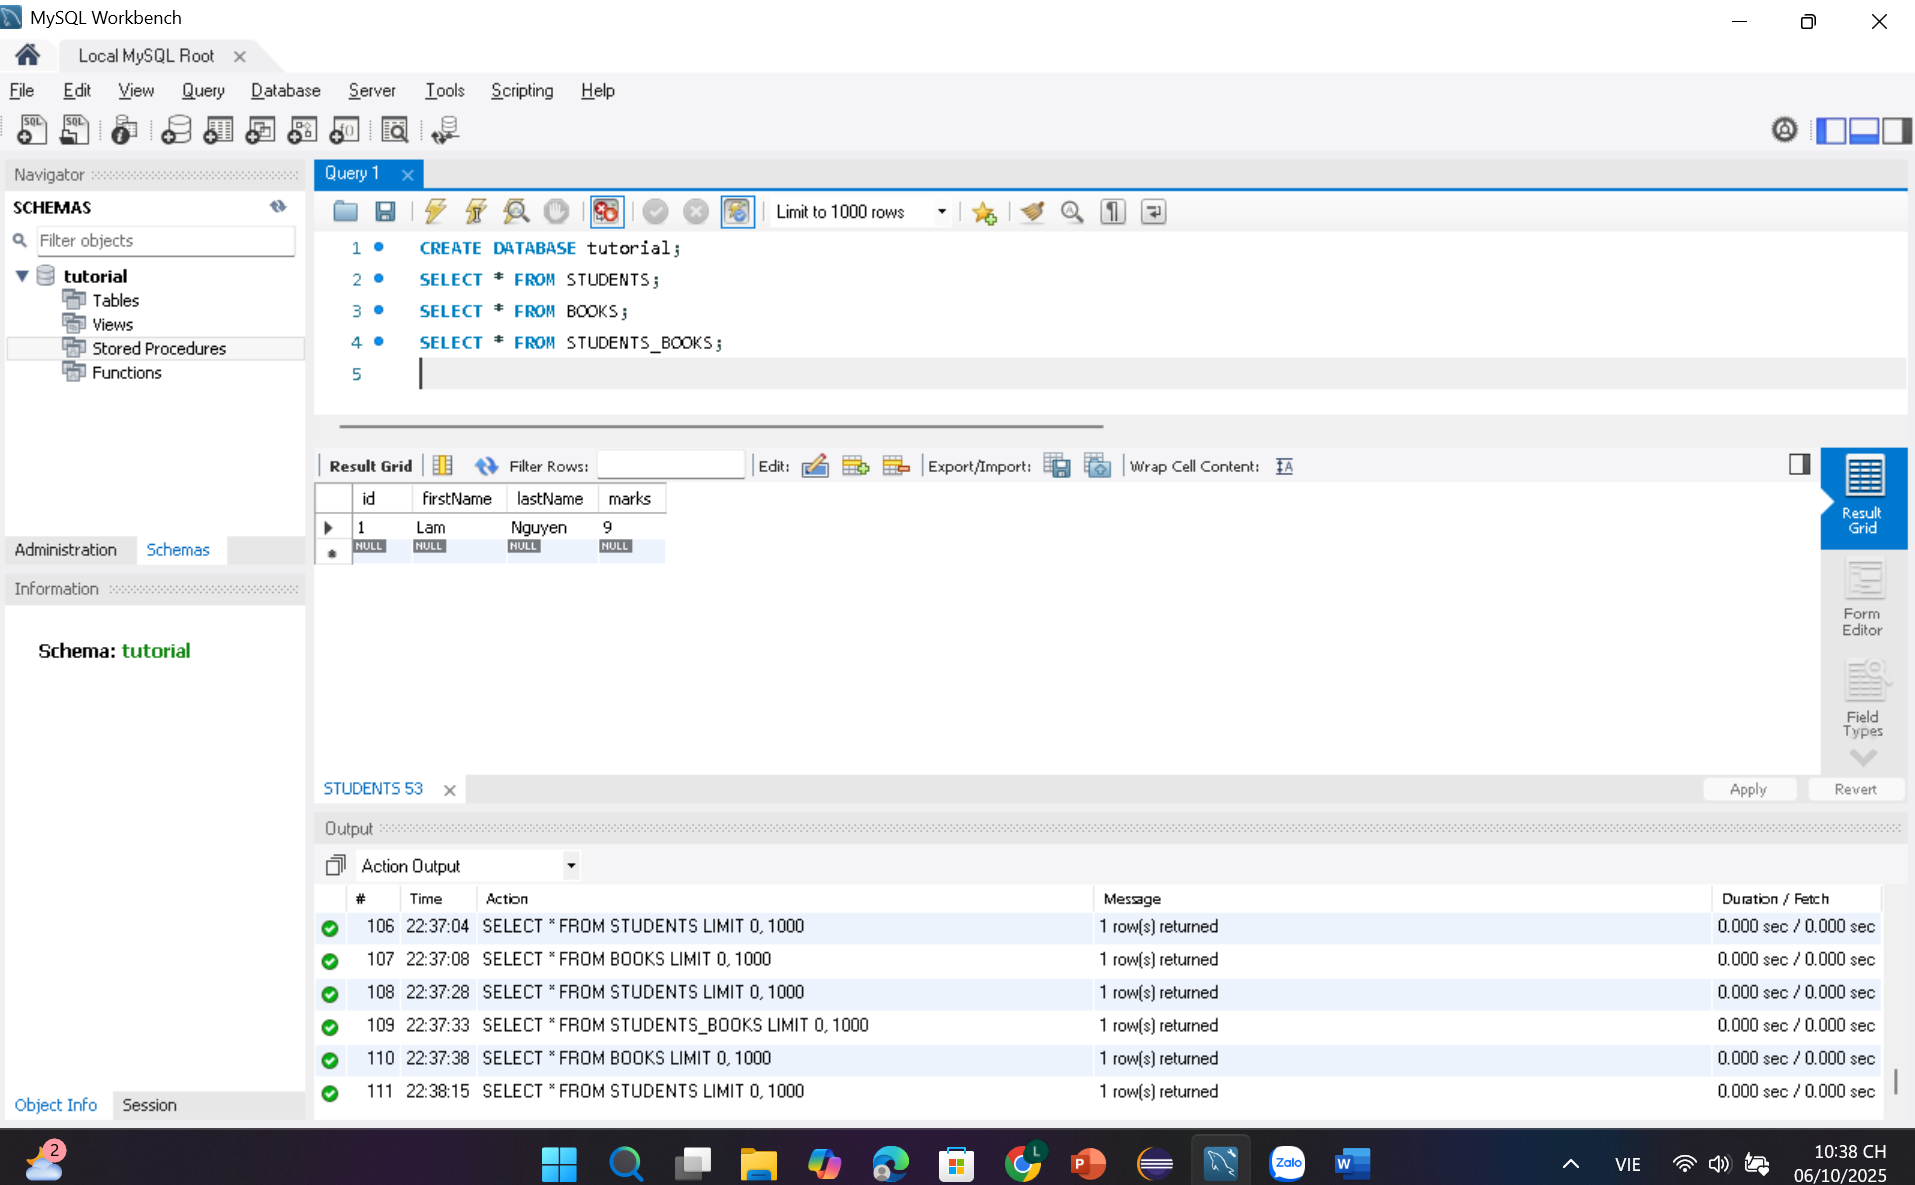 MySQL Workbench
Local MySQL Root
File Edit View Query Database Server Tools Scripting Help
Navigator
SCHEMAS
Filter objects
tutorial
Tables
Views
Stored Procedures
Functions
Administration Schemas
Information
Schema: tutorial
Object Info Session
Query 1
Limit to 1000 rows
1 CREATE DATABASE tutorial;
2 SELECT * FROM STUDENTS;
3 SELECT * FROM BOOKS;
4 SELECT * FROM STUDENTS_BOOKS;
5
Result Grid Filter Rows: Edit: Export/Import: Wrap Cell Content:
id firstName lastName marks
1 Lam Nguyen 9
NULL NULL NULL NULL
Result
Grid
Form
Editor
Field
Types
STUDENTS 53 Apply Revert
Output
Action Output
# Time Action Message Duration / Fetch
106 22:37:04 SELECT * FROM STUDENTS LIMIT 0, 1000 1 row(s) returned 0.000 sec / 0.000 sec
107 22:37:08 SELECT * FROM BOOKS LIMIT 0, 1000 1 row(s) returned 0.000 sec / 0.000 sec
108 22:37:28 SELECT * FROM STUDENTS LIMIT 0, 1000 1 row(s) returned 0.000 sec / 0.000 sec
109 22:37:33 SELECT * FROM STUDENTS_BOOKS LIMIT 0, 1000 1 row(s) returned 0.000 sec / 0.000 sec
110 22:37:38 SELECT * FROM BOOKS LIMIT 0, 1000 1 row(s) returned 0.000 sec / 0.000 sec
111 22:38:15 SELECT * FROM STUDENTS LIMIT 0, 1000 1 row(s) returned 0.000 sec / 0.000 sec
2
L
P
Zalo
W
VIE
10:38 CH
06/10/2025